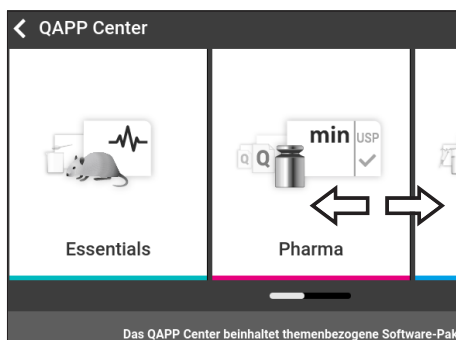 QAPP Center
Q
min
USP
Essentials
Pharma
Das QAPP Center beinhaltet themenbezogene Software-Pak